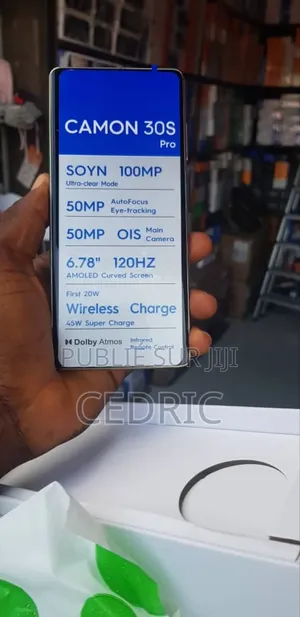 CAMON 30S
Pro
SOYN 100MP
Ultra-clear Mode
50MP AutoFocus
Eye-tracking
50MP OIS Main
Camera
6.78" 120HZ
AMOLED Curved Screen
First 20W
Wireless Charge
45W Super Charge
Dolby Atmos Infrared
Remote Control
PUBLIÉ SUR JIJI
CEDRIC